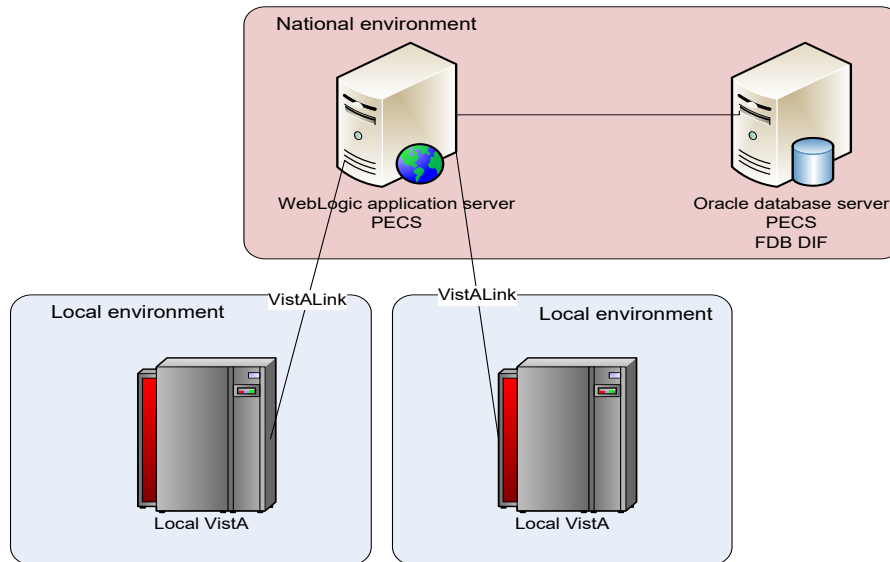 National environment
WebLogic application server
PECS
Oracle database server
PECS
FDB DIF
VistALink
VistALink
Local environment
Local environment
Local VistA
Local VistA